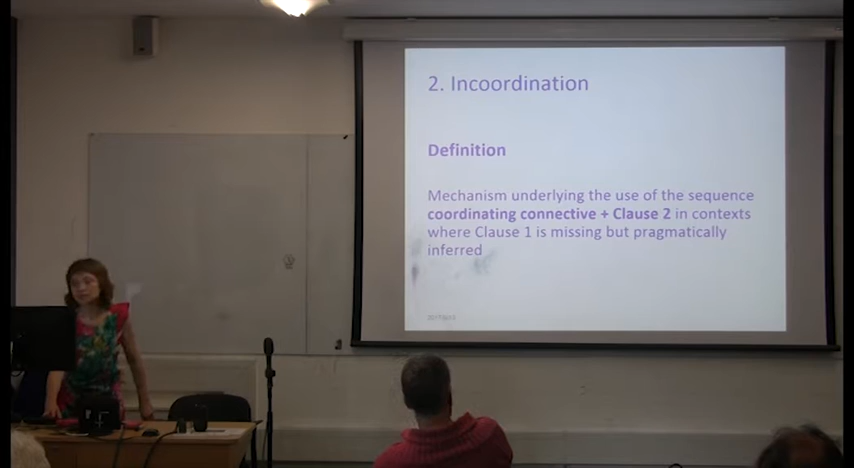 2. Incoordination
Definition
Mechanism underlying the use of the sequence
coordinating connective + Clause 2 in contexts
where Clause 1 is missing but pragmatically
inferred